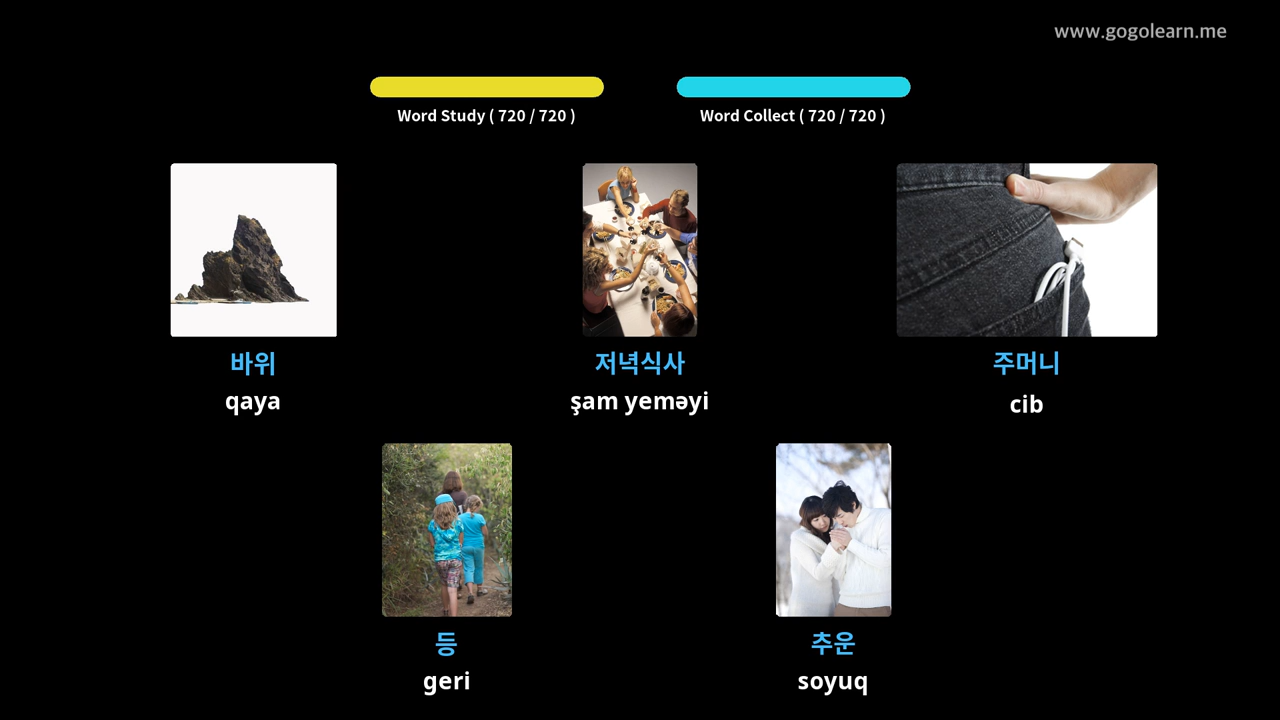 www.gogolearn.me
Word Study ( 720 / 720 )
Word Collect ( 720 / 720 )
바위
qaya
저녁식사
şam yeməyi
주머니
cib
등
geri
추운
soyuq